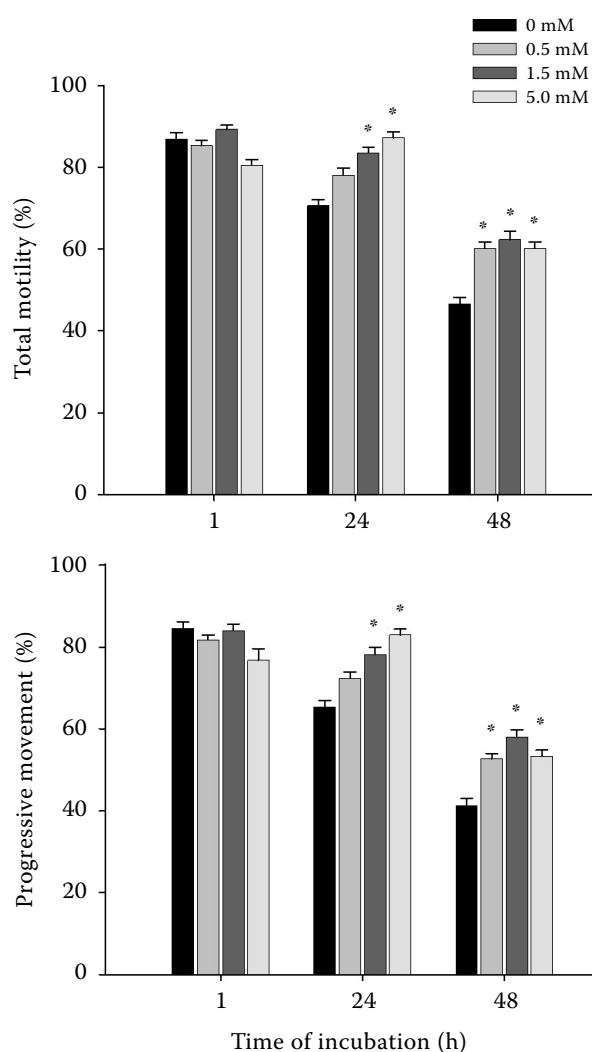 0 mM
0.5 mM
1.5 mM
5.0 mM
Total motility (%)
100
80
60
40
20
0
* *
* * *
1 24 48
Progressive movement (%)
100
80
60
40
20
0
* *
* * *
1 24 48
Time of incubation (h)